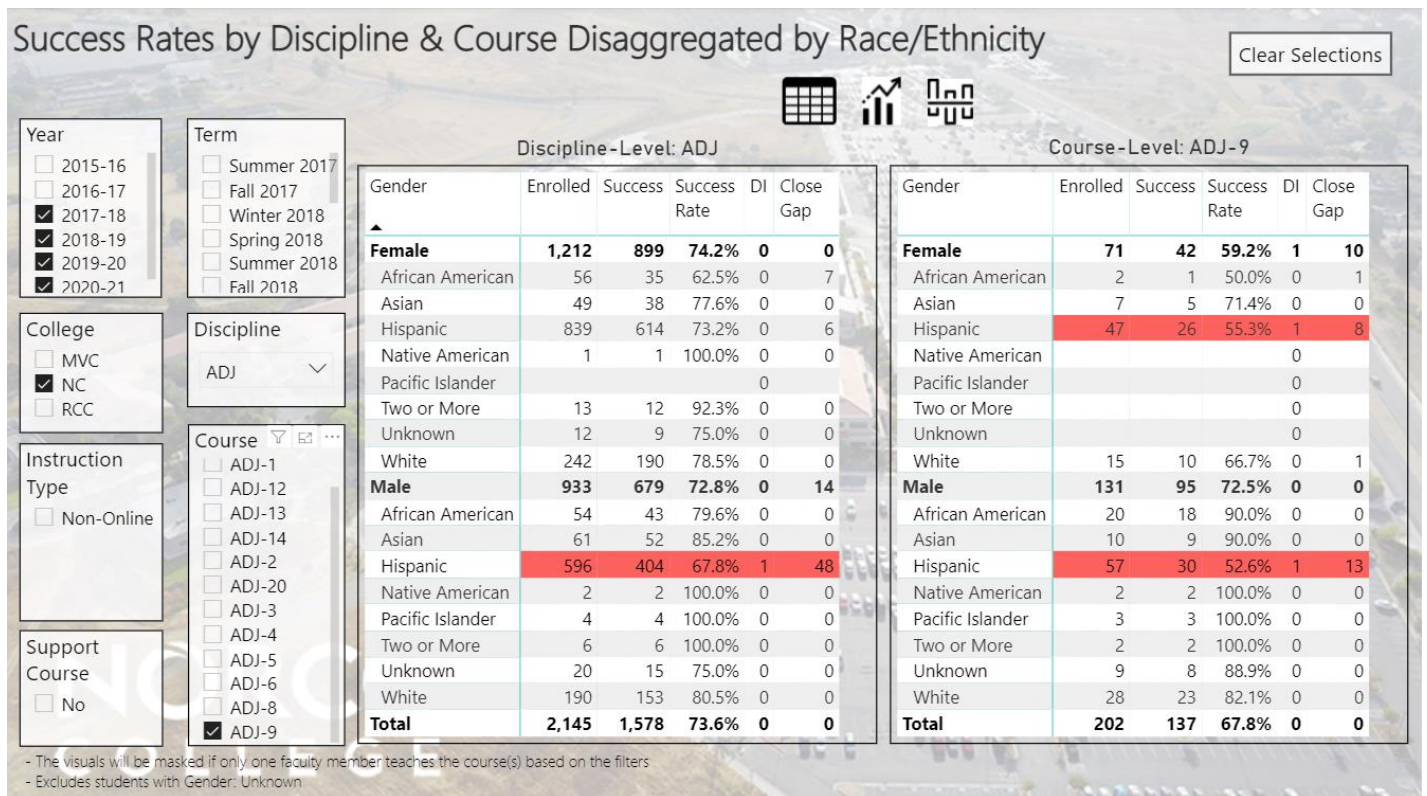 Success Rates by Discipline & Course Disaggregated by Race/Ethnicity
Clear Selections
Year
2015-16
2016-17
2017-18
2018-19
2019-20
2020-21
Term
Summer 2017
Fall 2017
Winter 2018
Spring 2018
Summer 2018
Fall 2018
College
MVC
NC
RCC
Discipline
ADJ
Instruction
Type
Non-Online
Course
ADJ-1
ADJ-12
ADJ-13
ADJ-14
ADJ-2
ADJ-20
ADJ-3
ADJ-4
ADJ-5
ADJ-6
ADJ-8
ADJ-9
Support
Course
No
Discipline-Level: ADJ
Gender Enrolled Success Success Rate DI Close Gap
Female 1,212 899 74.2% 0 0
African American 56 35 62.5% 0 7
Asian 49 38 77.6% 0 0
Hispanic 839 614 73.2% 0 6
Native American 1 1 100.0% 0 0
Pacific Islander 0
Two or More 13 12 92.3% 0 0
Unknown 12 9 75.0% 0 0
White 242 190 78.5% 0 0
Male 933 679 72.8% 0 14
African American 54 43 79.6% 0 0
Asian 61 52 85.2% 0 0
Hispanic 596 404 67.8% 1 48
Native American 2 2 100.0% 0 0
Pacific Islander 4 4 100.0% 0 0
Two or More 6 6 100.0% 0 0
Unknown 20 15 75.0% 0 0
White 190 153 80.5% 0 0
Total 2,145 1,578 73.6% 0 0
Course-Level: ADJ-9
Gender Enrolled Success Success Rate DI Close Gap
Female 71 42 59.2% 1 10
African American 2 1 50.0% 0 1
Asian 7 5 71.4% 0 0
Hispanic 47 26 55.3% 1 8
Native American 0
Pacific Islander 0
Two or More 0
Unknown 0
White 15 10 66.7% 0 1
Male 131 95 72.5% 0 0
African American 20 18 90.0% 0 0
Asian 10 9 90.0% 0 0
Hispanic 57 30 52.6% 1 13
Native American 2 2 100.0% 0 0
Pacific Islander 3 3 100.0% 0 0
Two or More 2 2 100.0% 0 0
Unknown 9 8 88.9% 0 0
White 28 23 82.1% 0 0
Total 202 137 67.8% 0 0
- The visuals will be masked if only one faculty member teaches the course(s) based on the filters
- Excludes students with Gender: Unknown
COLLEGE